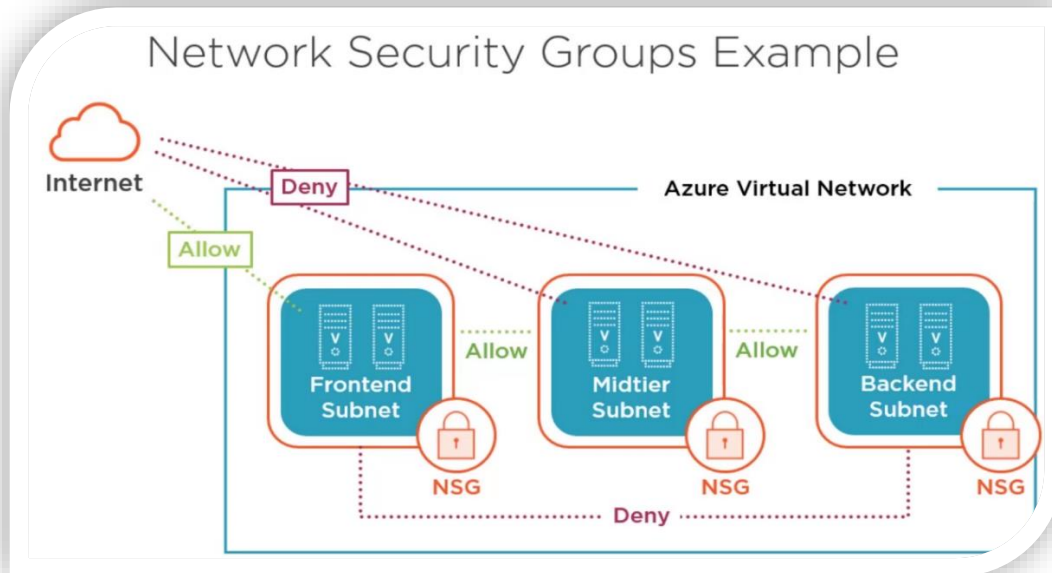 Network Security Groups Example
Internet
Deny
Azure Virtual Network
Allow
Allow
Allow
Frontend
Subnet
Midtier
Subnet
Backend
Subnet
NSG
NSG
NSG
Deny